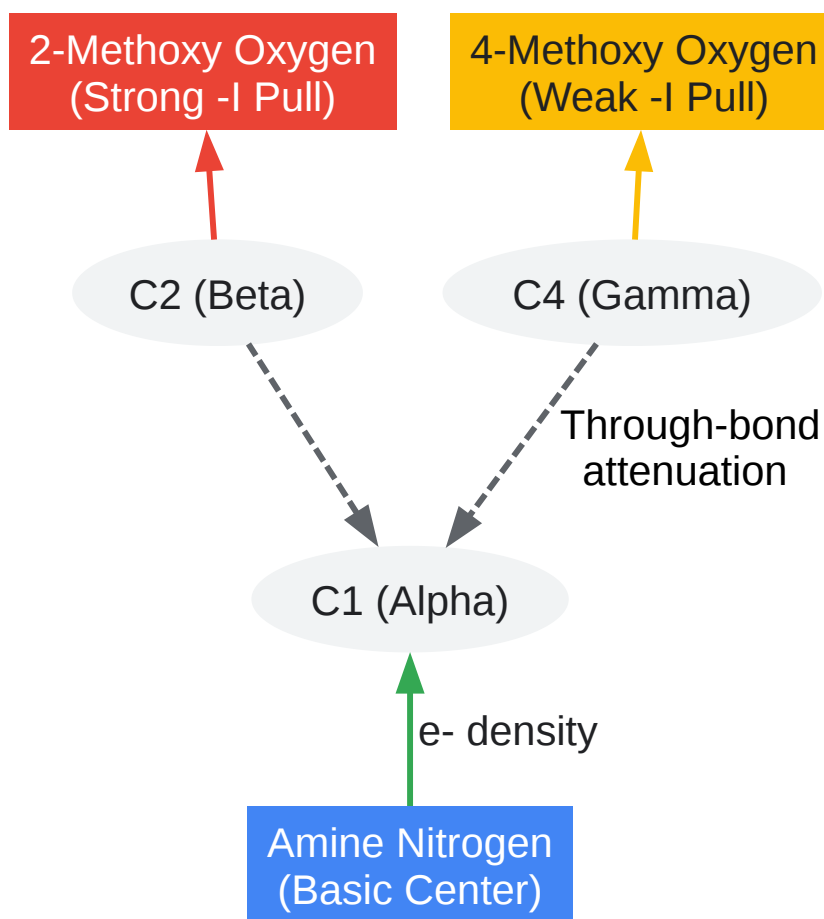 2-Methoxy Oxygen
(Strong -I Pull)
4-Methoxy Oxygen
(Weak -I Pull)
C2 (Beta)
C4 (Gamma)
Through-bond
attenuation
C1 (Alpha)
e- density
Amine Nitrogen
(Basic Center)